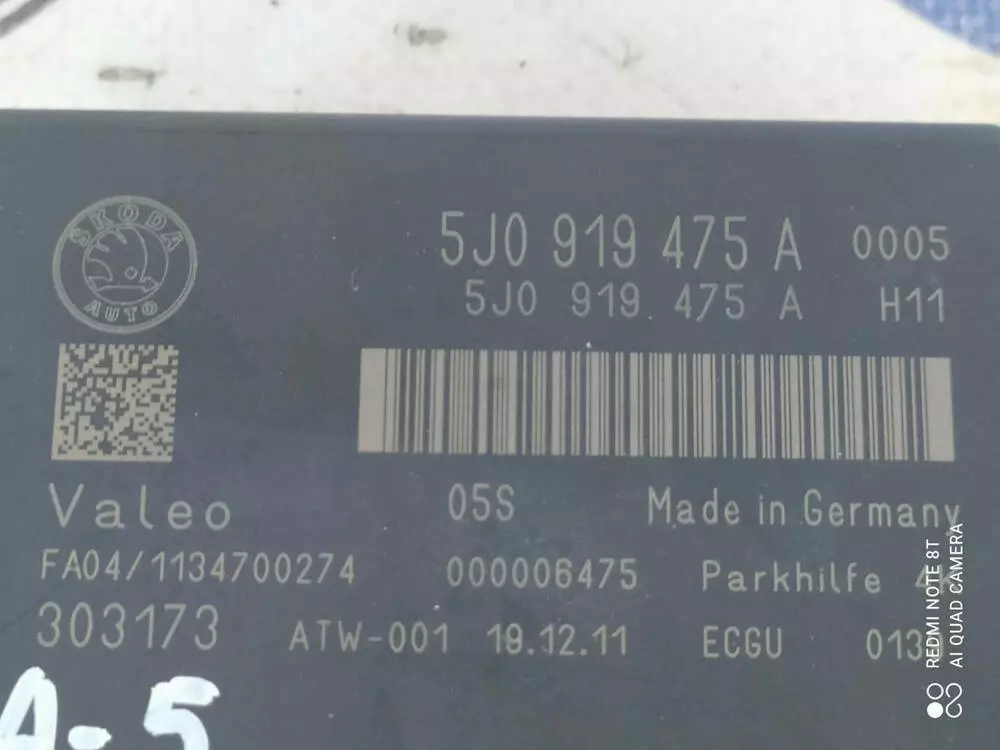 SKODA
AUTO
5J0 919 475 A 0005
5J0 919 475 A H11
Valeo 05S Made in Germany
FA04/1134700274 000006475 Parkhilfe
303173 ATW-001 19.12.11 ECGU
A-5
REDMI NOTE 8T
AI QUAD CAMERA